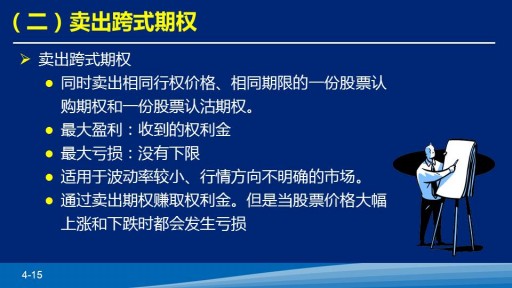 （二）卖出跨式期权
卖出跨式期权
同时卖出相同行权价格、相同期限的一份股票认
购期权和一份股票认沽期权。
最大盈利：收到的权利金
最大亏损：没有下限
适用于波动率较小、行情方向不明确的市场。
通过卖出期权赚取权利金。但是当股票价格大幅
上涨和下跌时都会发生亏损
4-15